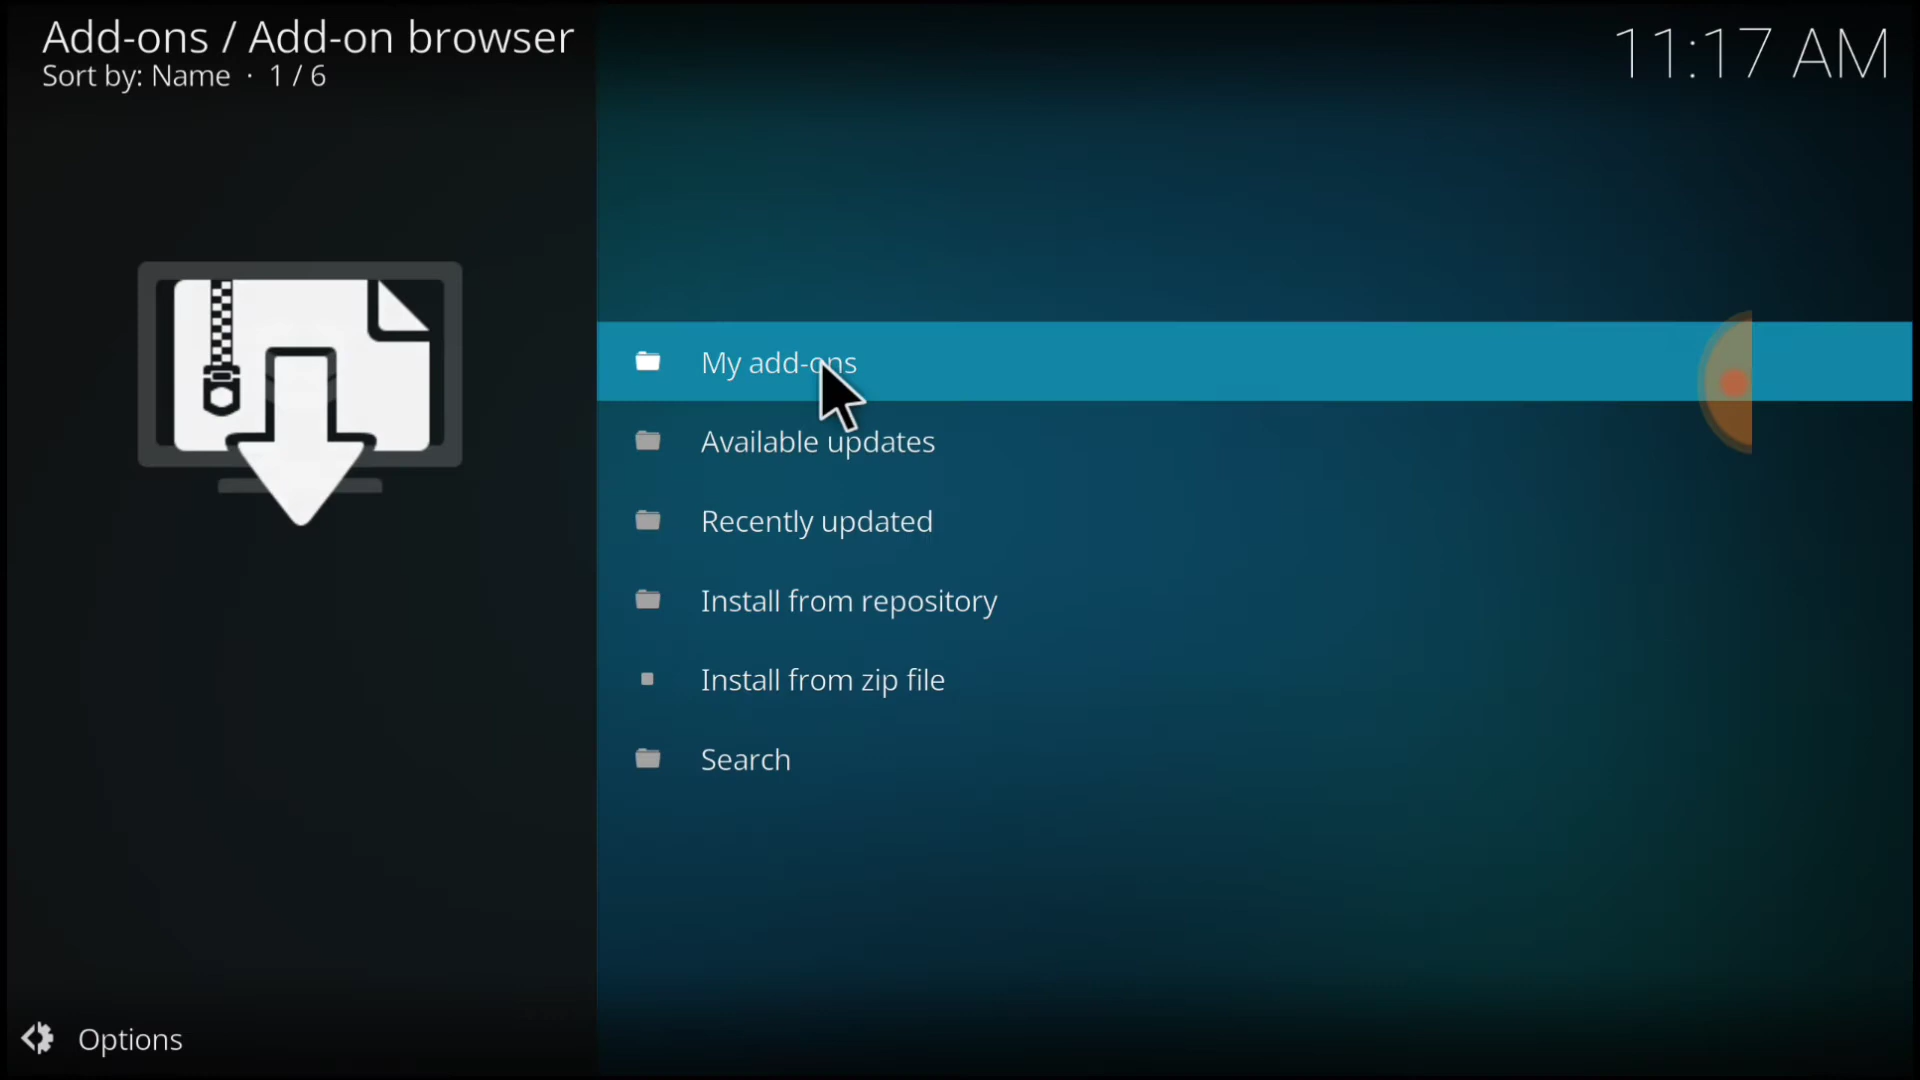 Add-ons / Add-on browser
Sort by: Name · 1 / 6
11:17 AM
My add-ons
Available updates
Recently updated
Install from repository
Install from zip file
Search
Options